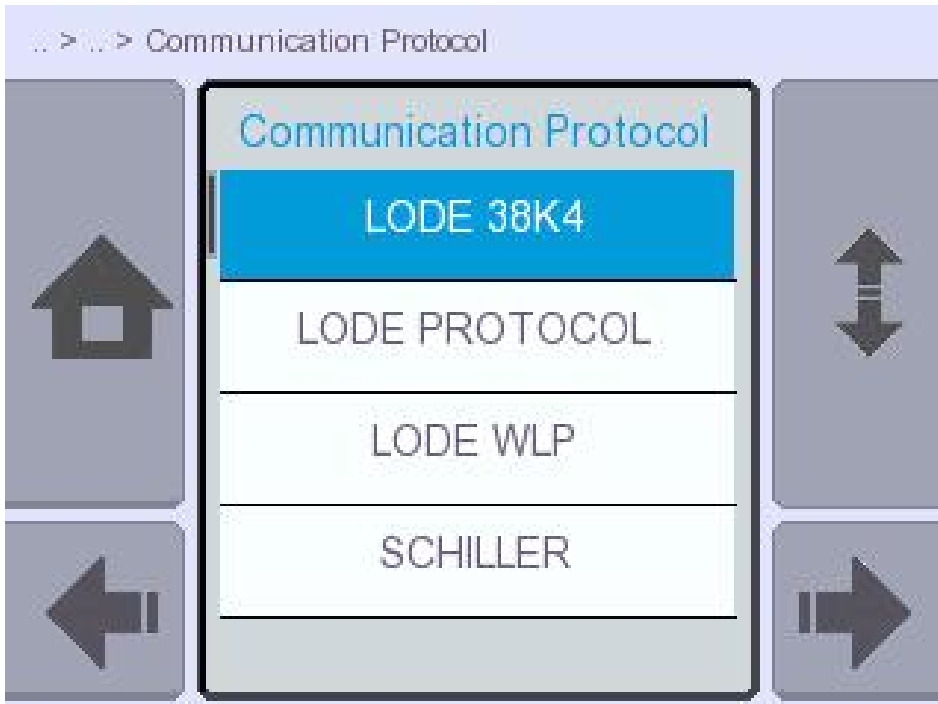 .. > .. > Communication Protocol
Communication Protocol
LODE 38K4
LODE PROTOCOL
LODE WLP
SCHILLER